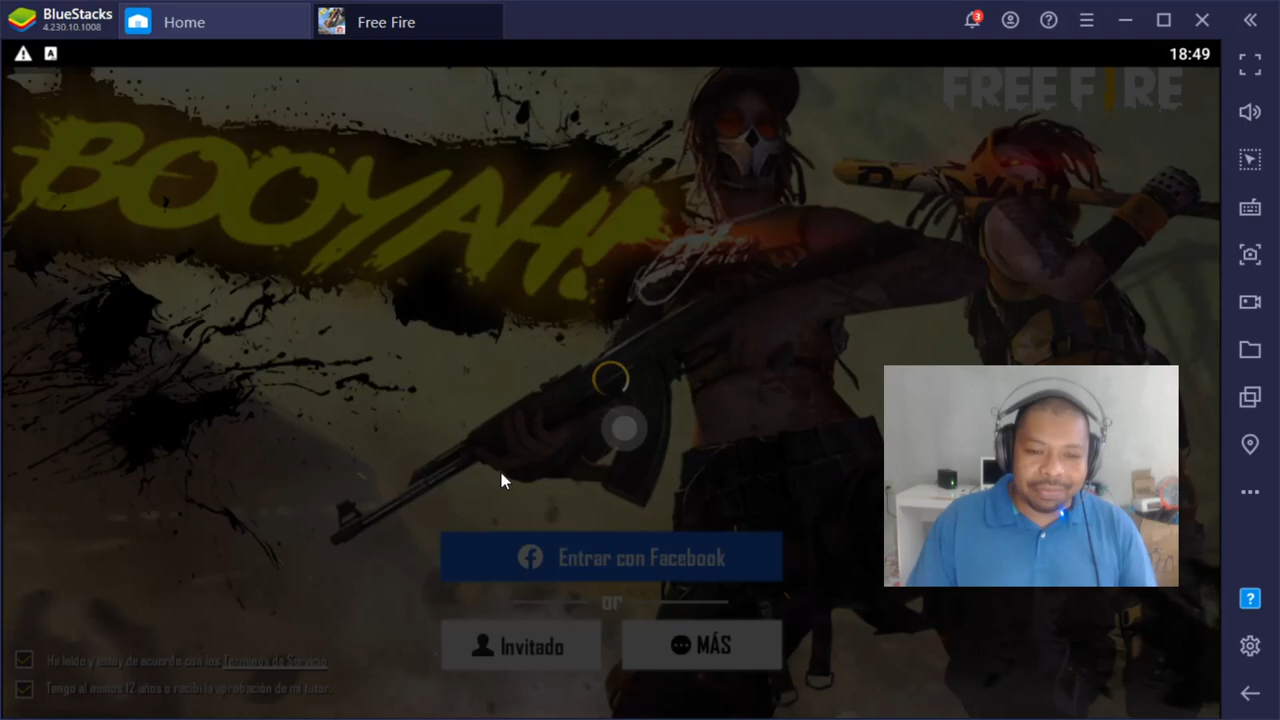 BlueStacks
4.230.10.1008
Home
Free Fire
3
18:49
FREE FIRE
BOOYAH!
Entrar con Facebook
or
Invitado
MÁS
He leído y estoy de acuerdo con los Términos de Servicio
Tengo al menos 12 años o recibí la aprobación de mi tutor.